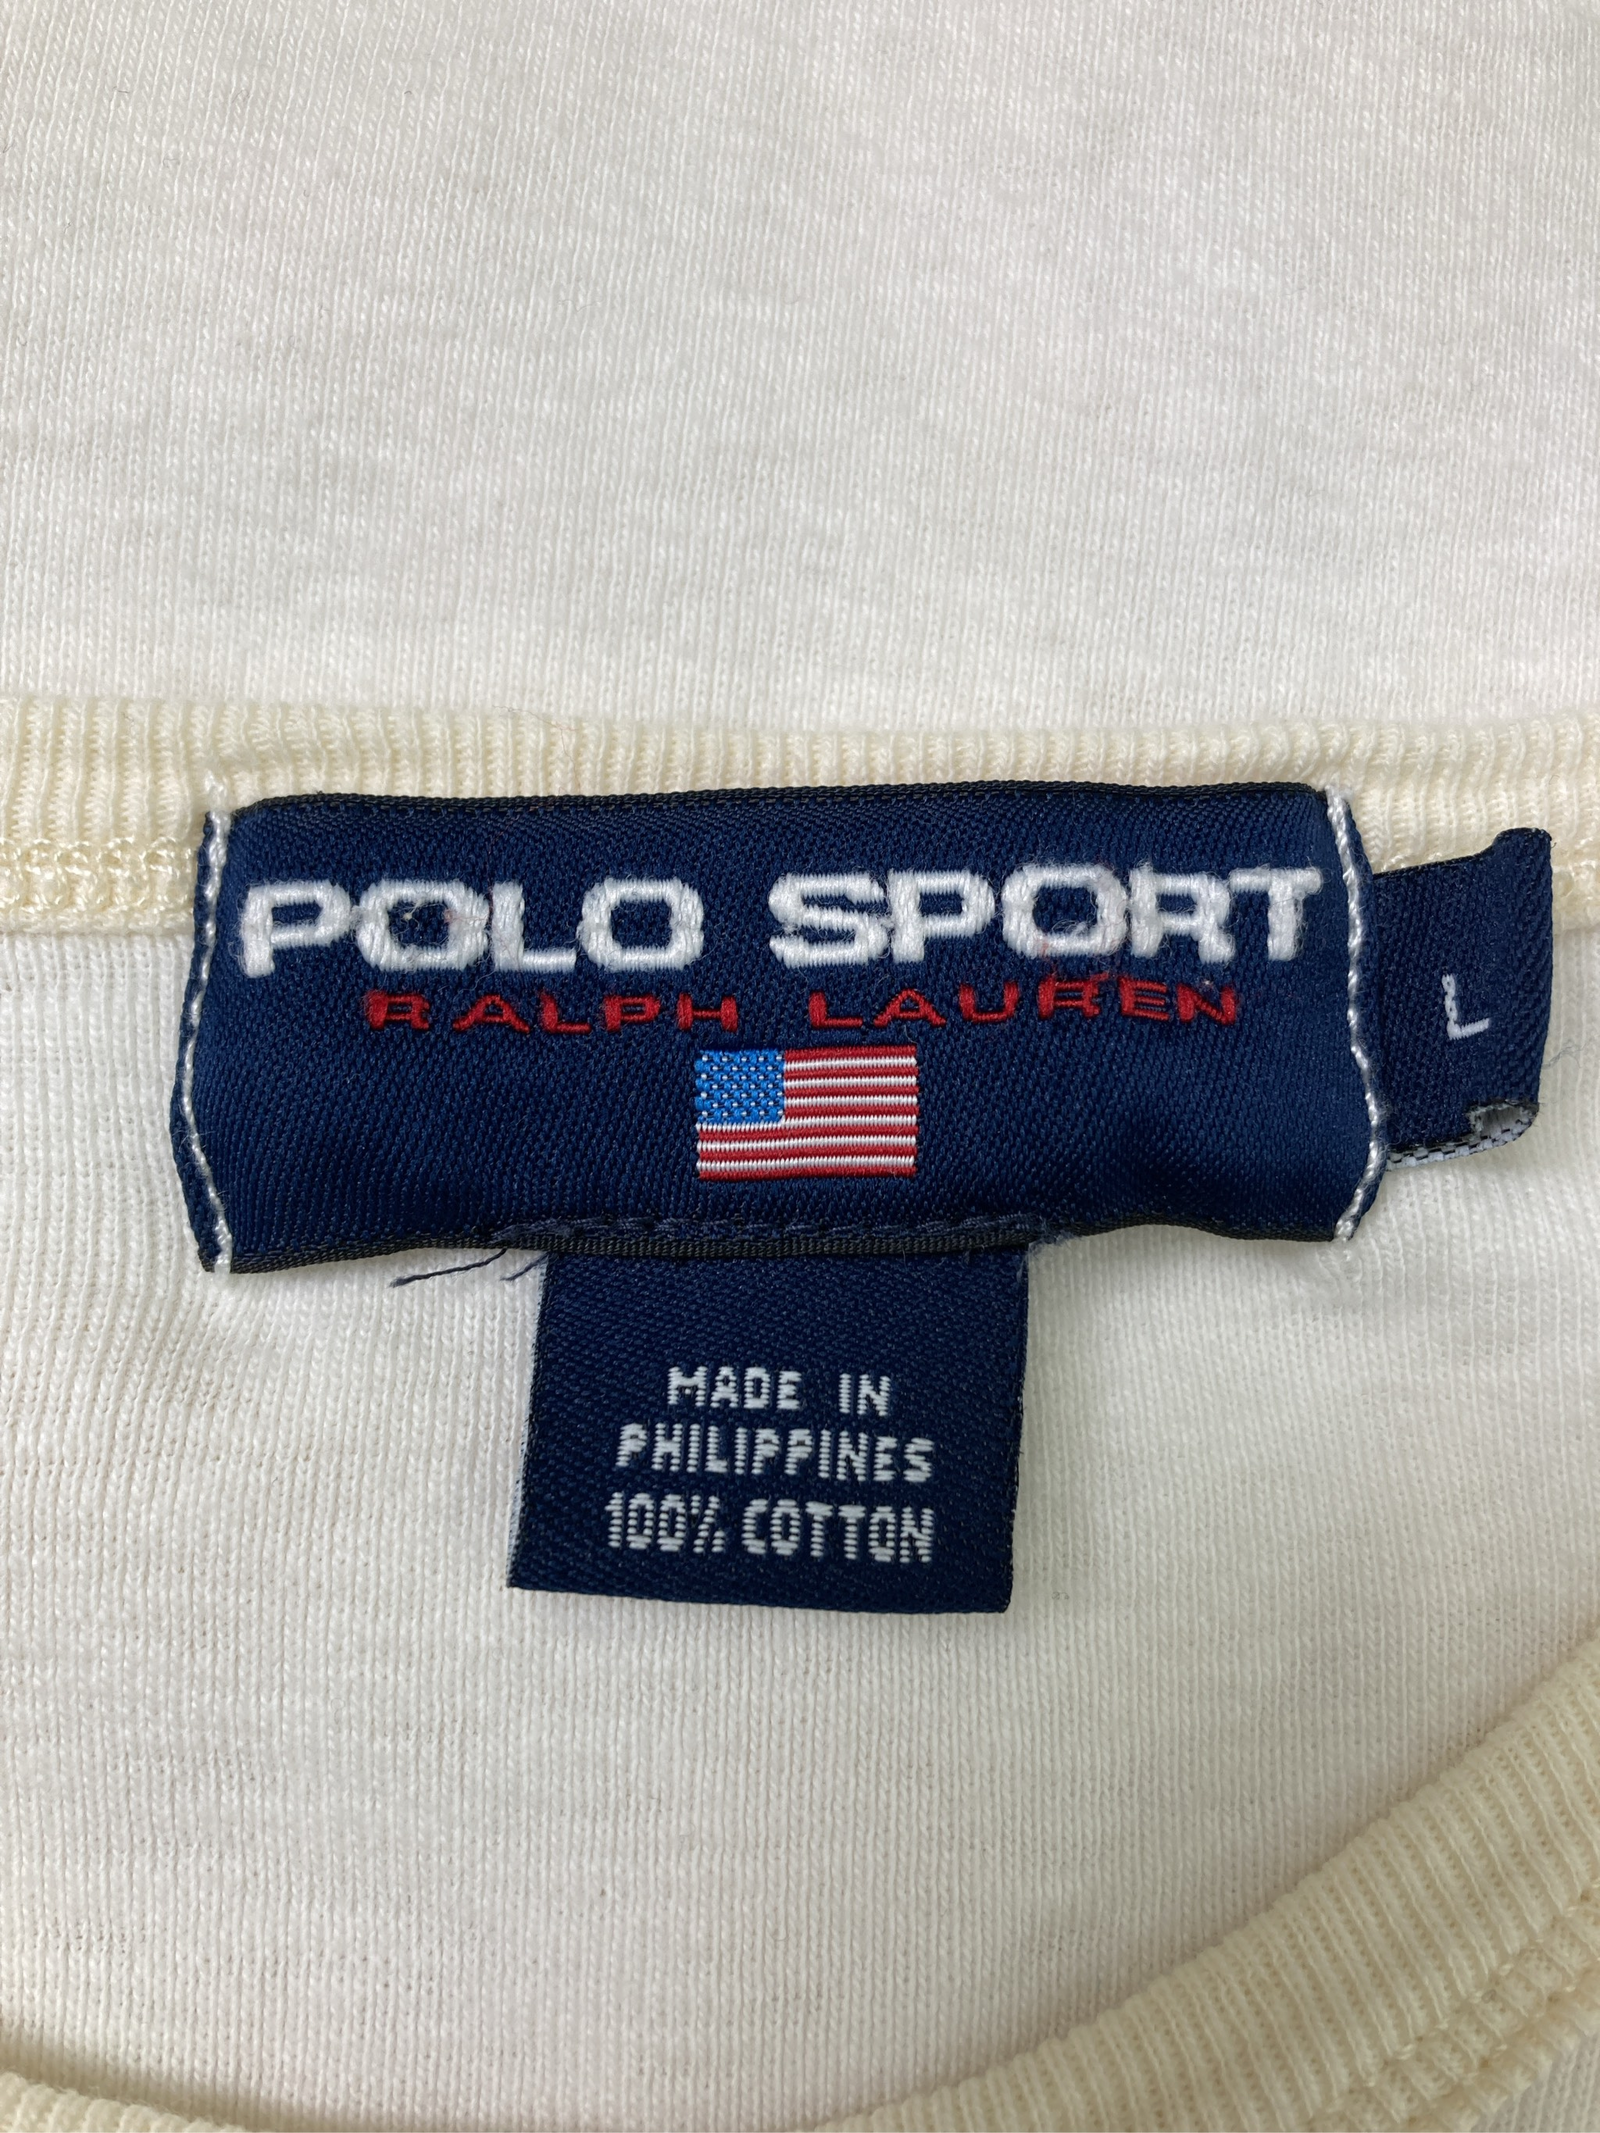 POLO SPORT
RALPH LAUREN
L
MADE IN
PHILIPPINES
100% COTTON